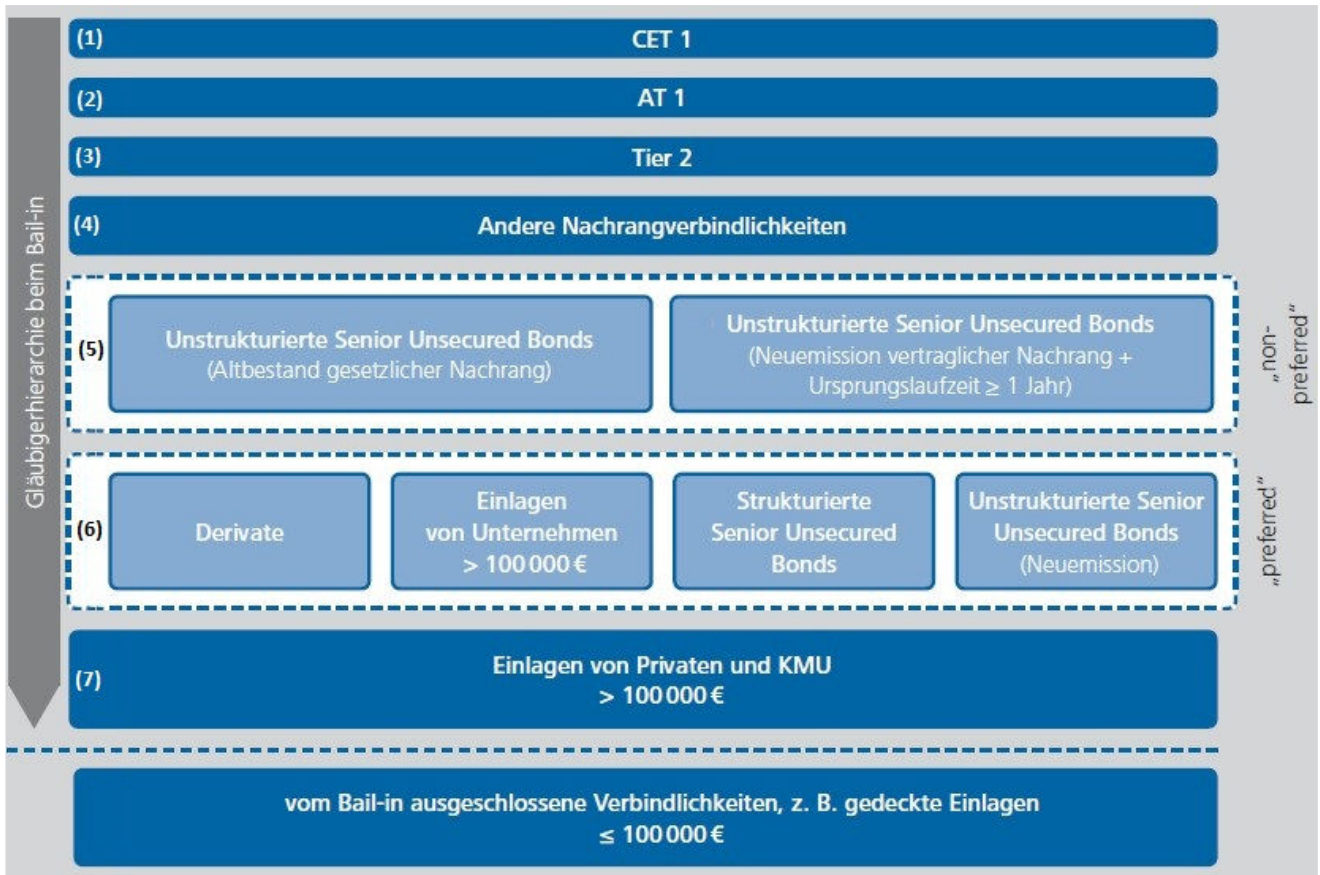 Gläubigerhierarchie beim Bail-in
(1) CET 1
(2) AT 1
(3) Tier 2
(4) Andere Nachrangverbindlichkeiten
(5)
Unstrukturierte Senior Unsecured Bonds
(Altbestand gesetzlicher Nachrang)
Unstrukturierte Senior Unsecured Bonds
(Neuemission vertraglicher Nachrang +
Ursprungslaufzeit ≥ 1 Jahr)
„non-
preferred“
(6)
Derivate
Einlagen
von Unternehmen
> 100 000 €
Strukturierte
Senior Unsecured
Bonds
Unstrukturierte Senior
Unsecured Bonds
(Neuemission)
„preferred“
(7)
Einlagen von Privaten und KMU
> 100 000 €
vom Bail-in ausgeschlossene Verbindlichkeiten, z. B. gedeckte Einlagen
≤ 100 000 €